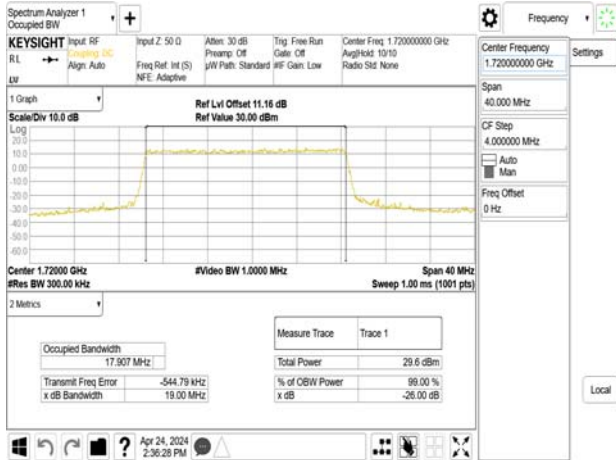 Spectrum Analyzer 1
Occupied BW
Frequency
KEYSIGHT
Input: RF
Coupling: DC
Align: Auto
Input Z: 50 Ω
Freq Ref: Int (S)
NFE: Adaptive
Atten: 30 dB
Preamp: Off
µW Path: Standard
Trig: Free Run
Gate: Off
#IF Gain: Low
Center Freq: 1.720000000 GHz
Avg|Hold: 10/10
Radio Std: None
RL
Center Frequency
1.720000000 GHz
Settings
Span
40.000 MHz
CF Step
4.000000 MHz
Auto
Man
Freq Offset
0 Hz
Local
1 Graph
Scale/Div 10.0 dB
Ref Lvl Offset 11.16 dB
Ref Value 30.00 dBm
Log
20.0
10.0
0.00
-10.0
-20.0
-30.0
-40.0
-50.0
-60.0
Center 1.72000 GHz
#Video BW 1.0000 MHz
Span 40 MHz
#Res BW 300.00 kHz
Sweep 1.00 ms (1001 pts)
2 Metrics
Measure Trace Trace 1
Occupied Bandwidth
17.907 MHz
Total Power 29.6 dBm
Transmit Freq Error -544.79 kHz
% of OBW Power 99.00 %
x dB Bandwidth 19.00 MHz
x dB -26.00 dB
Apr 24, 2024
2:36:28 PM